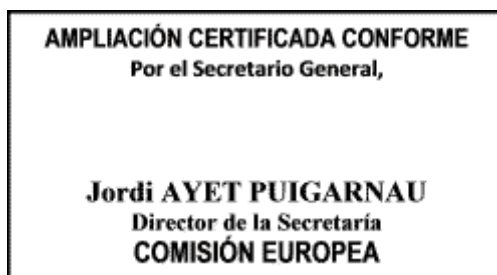 AMPLIACIÓN CERTIFICADA CONFORME
Por el Secretario General,
Jordi AYET PUIGARNAU
Director de la Secretaría
COMISIÓN EUROPEA